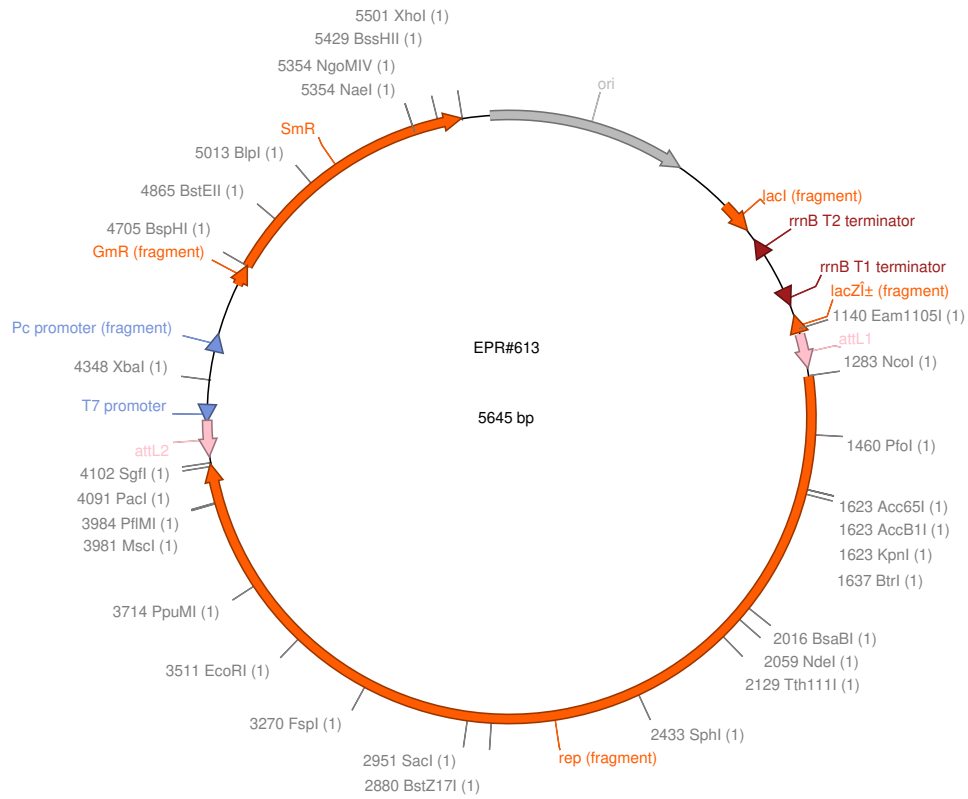 5501 XhoI (1)
5429 BssHII (1)
5354 NgoMIV (1)
5354 NaeI (1)
ori
SmR
5013 BlpI (1)
4865 BstEII (1)
4705 BspHI (1)
GmR (fragment)
lacI (fragment)
rrnB T2 terminator
rrnB T1 terminator
lacZÎ± (fragment)
1140 Eam1105I (1)
attL1
1283 NcoI (1)
Pc promoter (fragment)
4348 XbaI (1)
T7 promoter
attL2
4102 SgfI (1)
4091 PacI (1)
3984 PflMI (1)
3981 MscI (1)
EPR#613
5645 bp
1460 PfoI (1)
1623 Acc65I (1)
1623 AccB1I (1)
1623 KpnI (1)
1637 BtrI (1)
3714 PpuMI (1)
3511 EcoRI (1)
3270 FspI (1)
2951 SacI (1)
2880 BstZ17I (1)
rep (fragment)
2016 BsaBI (1)
2059 NdeI (1)
2129 Tth111I (1)
2433 SphI (1)